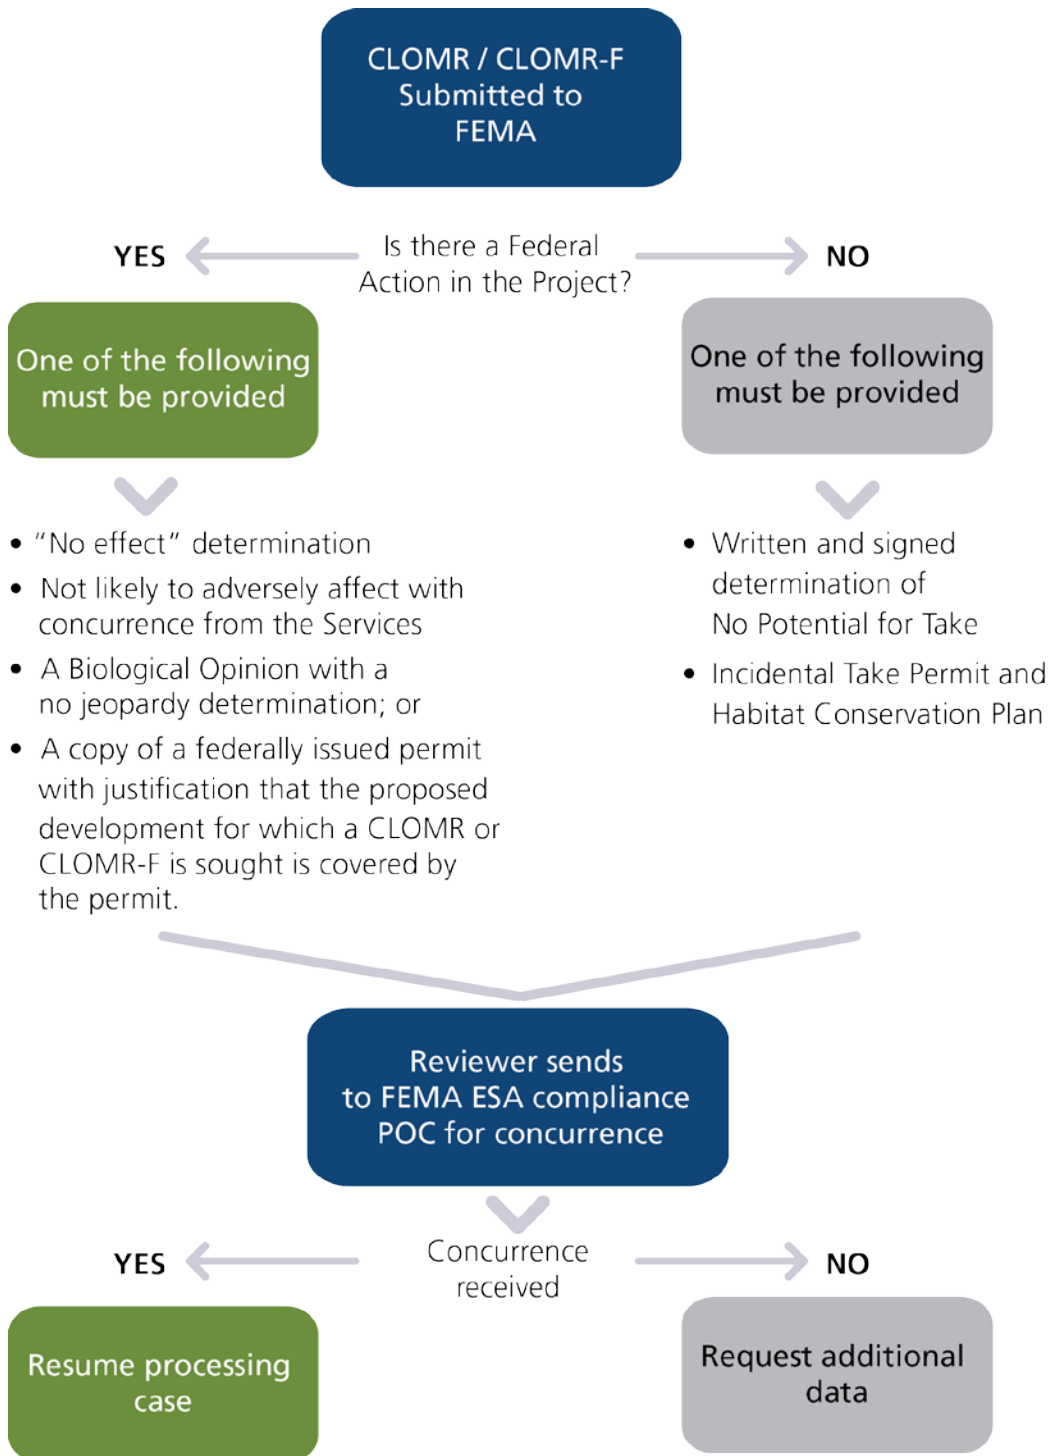 CLOMR / CLOMR-F
Submitted to
FEMA
YES
Is there a Federal
Action in the Project?
NO
One of the following
must be provided
• “No effect” determination
• Not likely to adversely affect with
concurrence from the Services
• A Biological Opinion with a
no jeopardy determination; or
• A copy of a federally issued permit
with justification that the proposed
development for which a CLOMR or
CLOMR-F is sought is covered by
the permit.
One of the following
must be provided
• Written and signed
determination of
No Potential for Take
• Incidental Take Permit and
Habitat Conservation Plan
Reviewer sends
to FEMA ESA compliance
POC for concurrence
YES
Concurrence
received
NO
Resume processing
case
Request additional
data